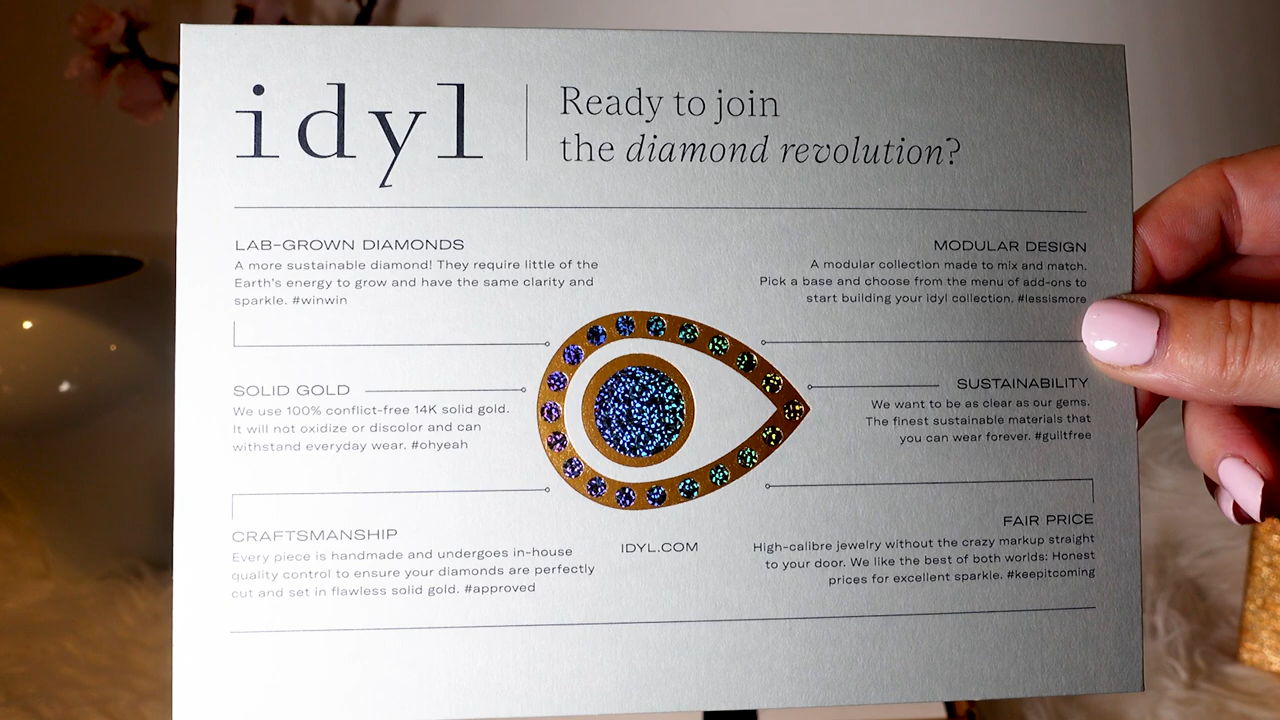 idyl
Ready to join
the diamond revolution?
LAB-GROWN DIAMONDS
A more sustainable diamond! They require little of the
Earth's energy to grow and have the same clarity and
sparkle. #winwin
MODULAR DESIGN
A modular collection made to mix and match.
Pick a base and choose from the menu of add-ons to
start building your idyl collection. #lessismore
SOLID GOLD
We use 100% conflict-free 14K solid gold.
It will not oxidize or discolor and can
withstand everyday wear. #ohyeah
SUSTAINABILITY
We want to be as clear as our gems.
The finest sustainable materials that
you can wear forever. #guiltfree
CRAFTSMANSHIP
Every piece is handmade and undergoes in-house
quality control to ensure your diamonds are perfectly
cut and set in flawless solid gold. #approved
IDYL.COM
FAIR PRICE
High-calibre jewelry without the crazy markup straight
to your door. We like the best of both worlds: Honest
prices for excellent sparkle. #keepitcoming